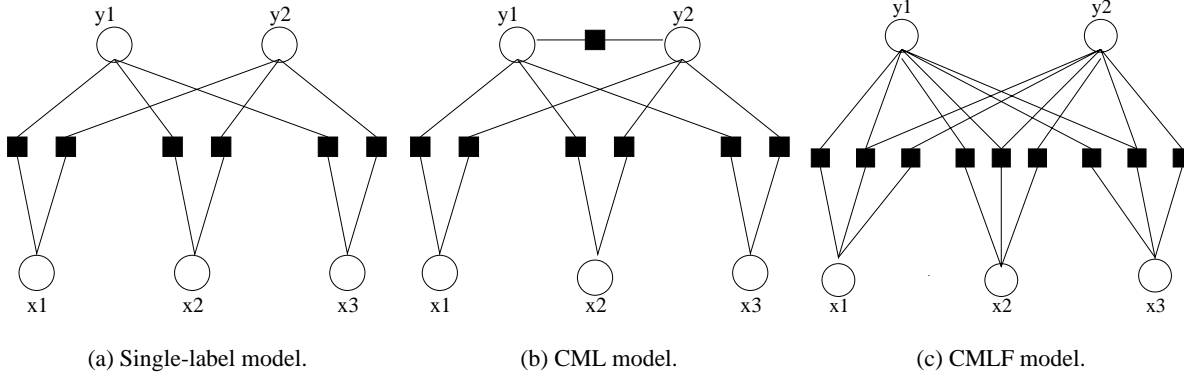 y1 y2 y1 y2 y1 y2
x1 x2 x3 x1 x2 x3 x1 x2 x3
(a) Single-label model. (b) CML model. (c) CMLF model.